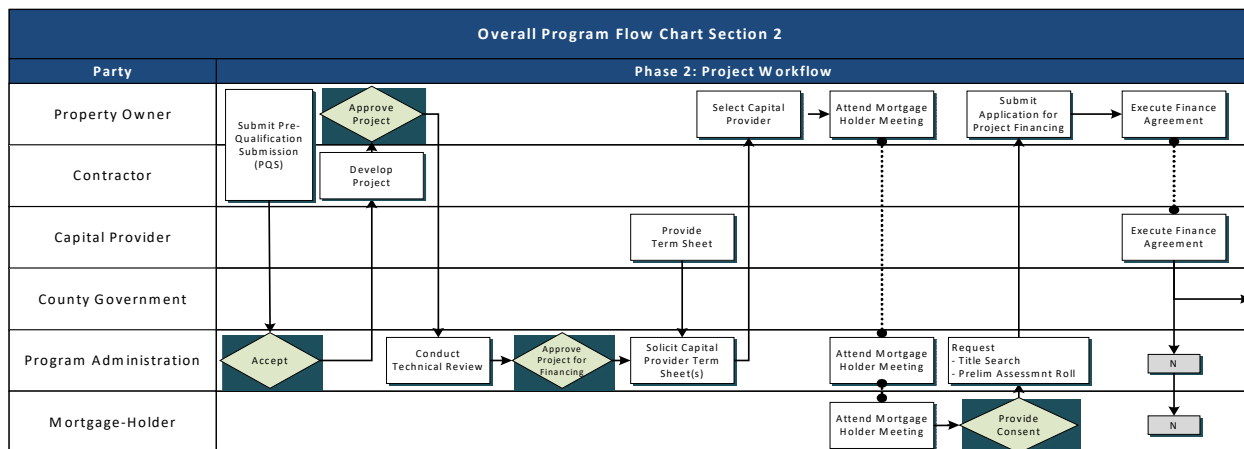 Overall Program Flow Chart Section 2
Party
Phase 2: Project Workflow
Property Owner
Submit Pre-
Qualification
Submission
(PQS)
Approve
Project
Select Capital
Provider
Attend Mortgage
Holder Meeting
Submit
Application for
Project Financing
Execute Finance
Agreement
Contractor
Develop
Project
Capital Provider
Provide
Term Sheet
Execute Finance
Agreement
County Government
Program Administration
Accept
Conduct
Technical Review
Approve
Project for
Financing
Solicit Capital
Provider Term
Sheet(s)
Attend Mortgage
Holder Meeting
Request
- Title Search
- Prelim Assessmnt Roll
N
Mortgage-Holder
Attend Mortgage
Holder Meeting
Provide
Consent
N